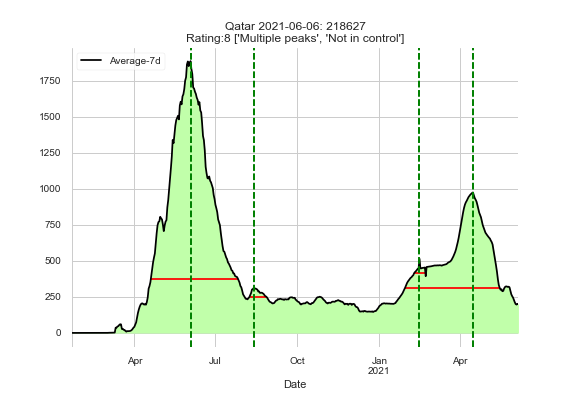 Qatar 2021-06-06: 218627
Rating:8 ['Multiple peaks', 'Not in control']
Average-7d
1750
1500
1250
1000
750
500
250
0
Apr
Jul
Oct
Jan
2021
Apr
Date